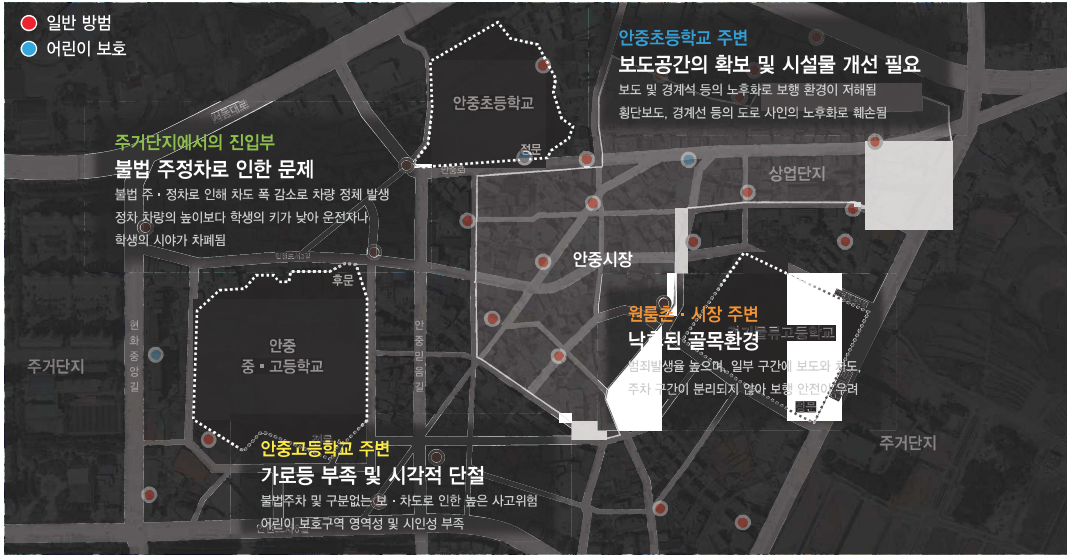 일반 방범
어린이 보호
안중초등학교 주변
보도공간의 확보 및 시설물 개선 필요
보도 및 경계석 등의 노후화로 보행 환경이 저해됨
횡단보도, 경계선 등의 도로 사인의 노후화로 훼손됨
안중초등학교
정문
주거단지에서의 진입부
불법 주정차로 인한 문제
불법 주・정차로 인해 차도 폭 감소로 차량 정체 발생
정차 차량의 높이보다 학생의 키가 낮아 운전자나
학생의 시야가 차폐됨
상업단지
안중시장
후문
원룸촌・시장 주변
낙후된 골목환경
범죄발생율 높으며, 일부 구간에 보도와 차도,
주차 구간이 분리되지 않아 보행 안전이 우려
현화중앙길
안중
중・고등학교
주거단지
주거단지
안중고등학교 주변
가로등 부족 및 시각적 단절
불법주차 및 구분없는 보・차도로 인한 높은 사고위험
어린이 보호구역 영역성 및 시인성 부족